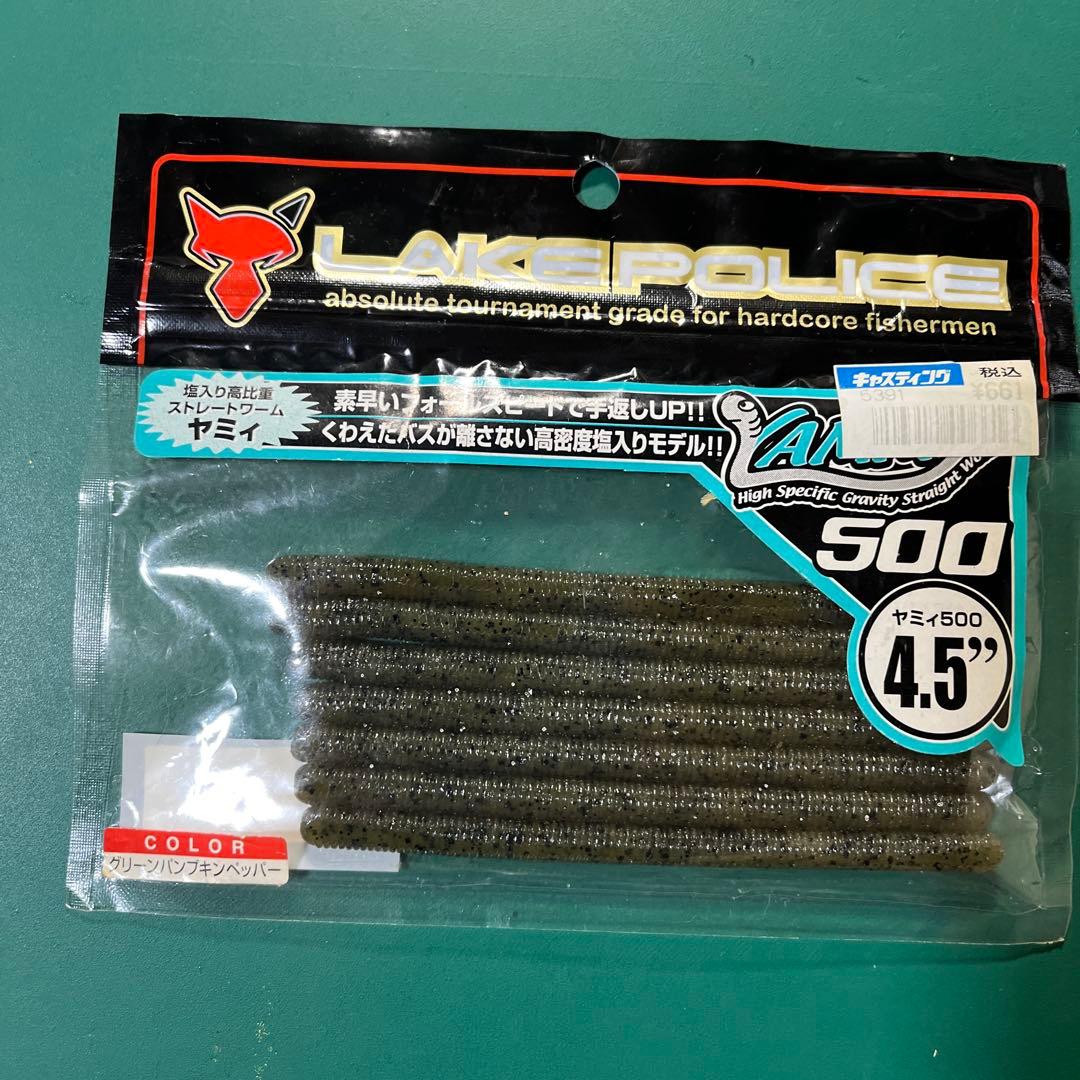 LAKE POLICE
absolute tournament grade for hardcore fishermen
キャスティング 税込
5391 ¥661
塩入り高比重
ストレートワーム
ヤミィ
素早いフォールスピードで手返しUP!!
くわえたバスが離さない高密度塩入りモデル!!
High Specific Gravity Straight
500
ヤミィ500
4.5”
COLOR
グリーンパンプキンペッパー